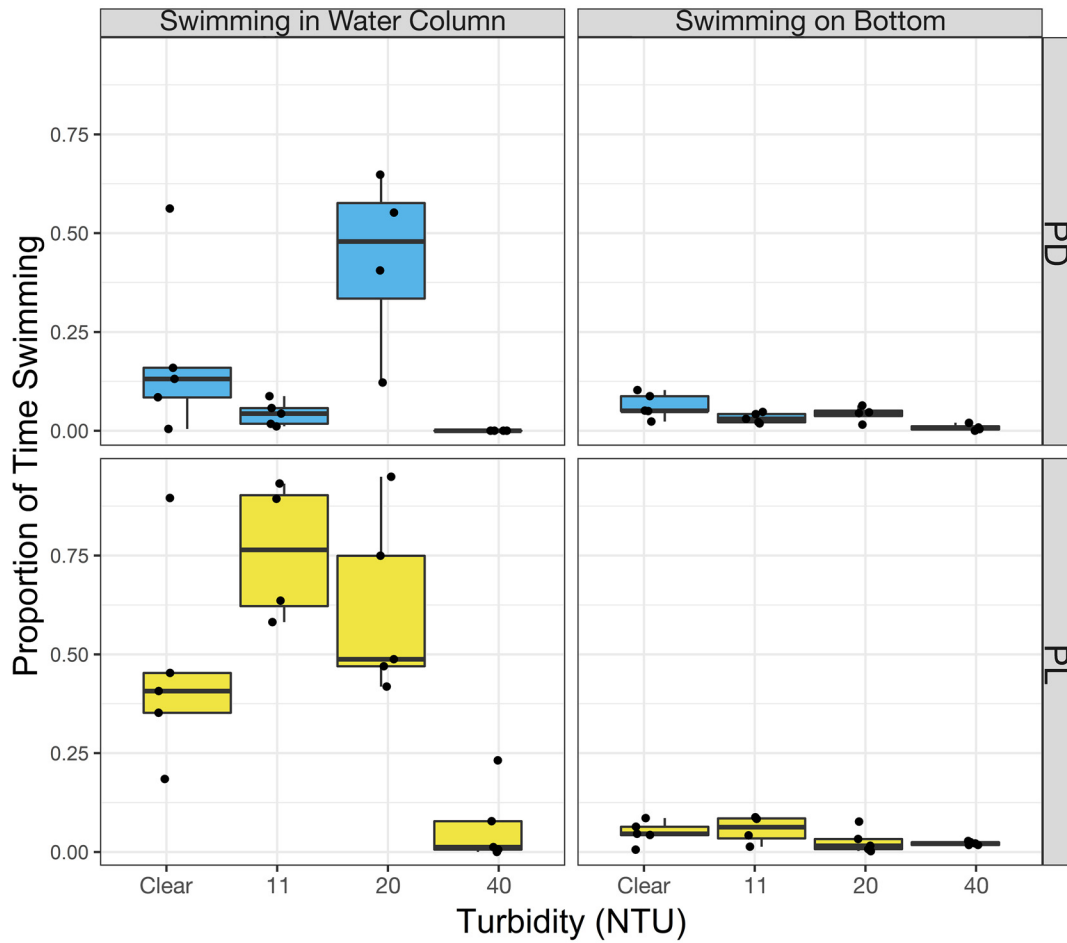 Swimming in Water Column
Swimming on Bottom
Proportion of Time Swimming
0.75
0.50
0.25
0.00
PD
0.75
0.50
0.25
0.00
PL
Clear 11 20 40
Clear 11 20 40
Turbidity (NTU)